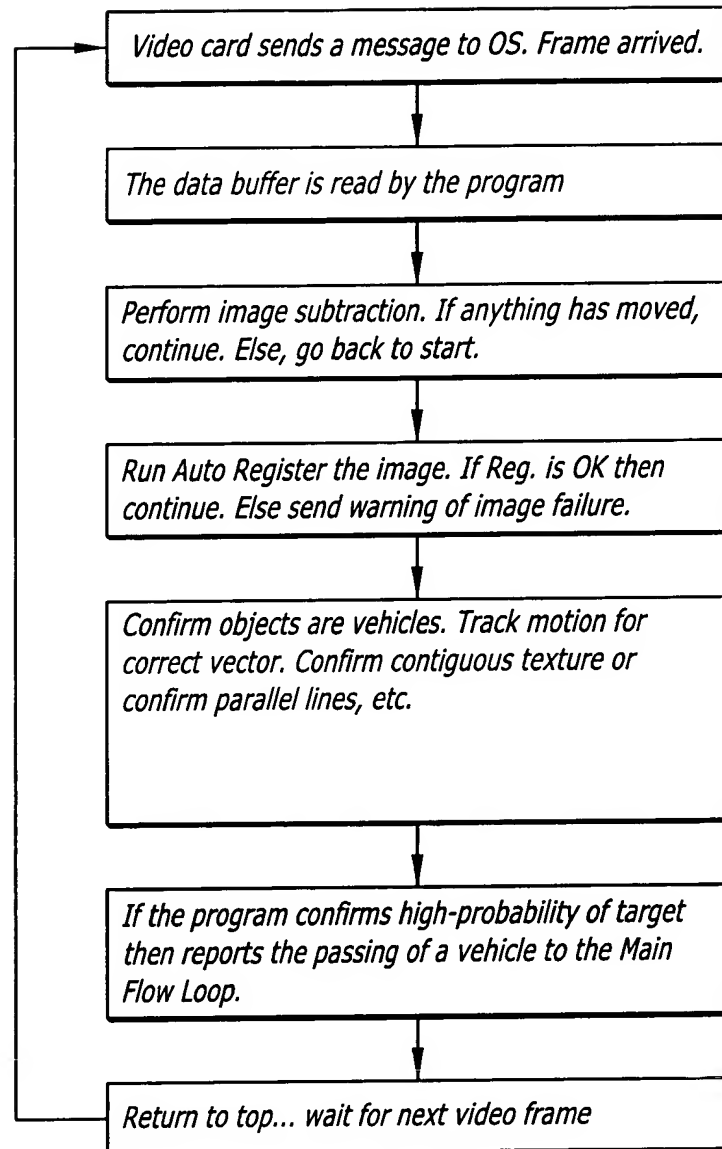 Video card sends a message to OS. Frame arrived.
The data buffer is read by the program
Perform image subtraction. If anything has moved,
continue. Else, go back to start.
Run Auto Register the image. If Reg. is OK then
continue. Else send warning of image failure.
Confirm objects are vehicles. Track motion for
correct vector. Confirm contiguous texture or
confirm parallel lines, etc.
If the program confirms high-probability of target
then reports the passing of a vehicle to the Main
Flow Loop.
Return to top... wait for next video frame